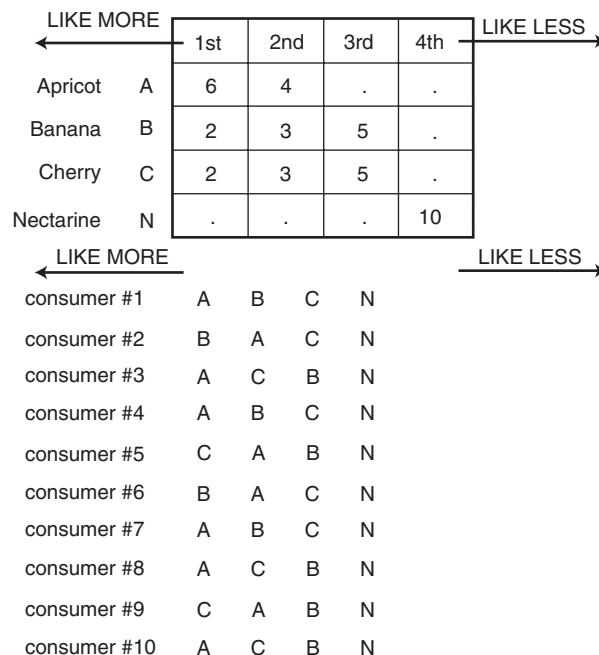 LIKE MORE 1st 2nd 3rd 4th LIKE LESS
Apricot A 6 4 . .
Banana B 2 3 5 .
Cherry C 2 3 5 .
Nectarine N . . . 10
LIKE MORE LIKE LESS
consumer #1 A B C N
consumer #2 B A C N
consumer #3 A C B N
consumer #4 A B C N
consumer #5 C A B N
consumer #6 B A C N
consumer #7 A B C N
consumer #8 A C B N
consumer #9 C A B N
consumer #10 A C B N